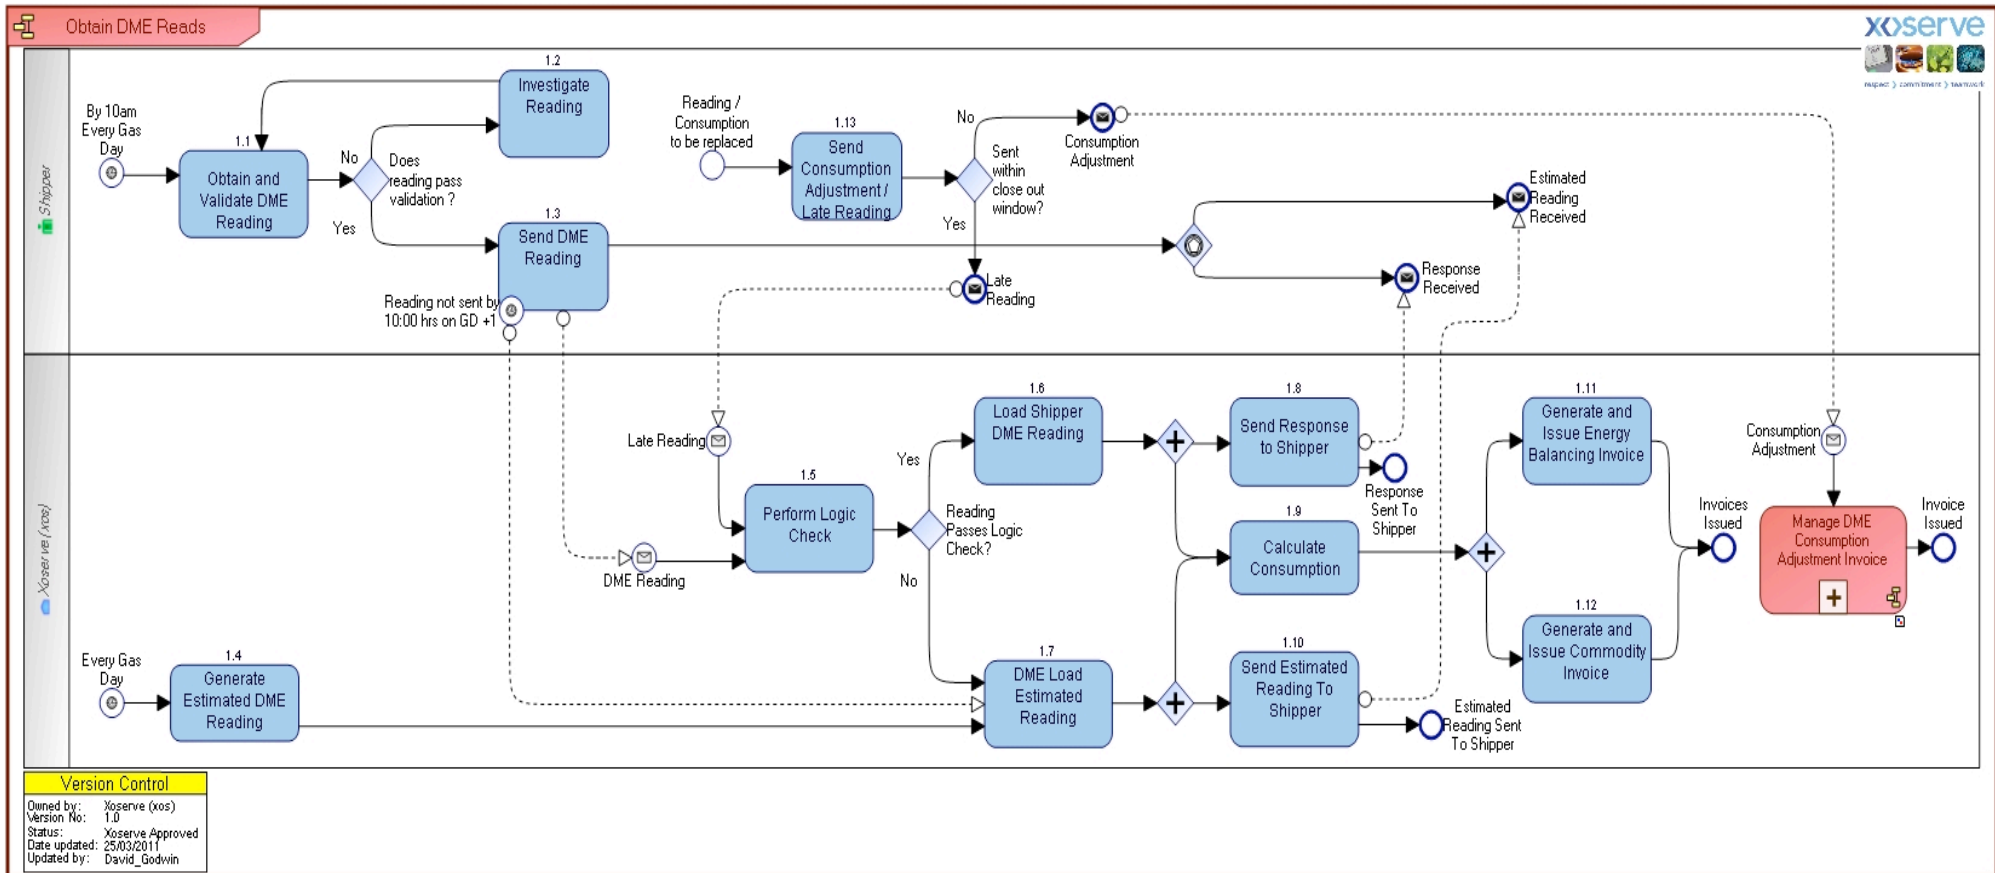 Obtain DME Reads
xoserve
respect > commitment > teamwork
Shipper
By 10am
Every Gas
Day
1.1
Obtain and
Validate DME
Reading
No
Does
reading pass
validation ?
Yes
1.2
Investigate
Reading
1.3
Send DME
Reading
Reading not sent by
10:00 hrs on GD +1
Reading /
Consumption
to be replaced
1.13
Send
Consumption
Adjustment /
Late Reading
No
Sent
within
close out
window?
Yes
Consumption
Adjustment
Late
Reading
Estimated
Reading
Received
Response
Received
Xoserve (xos)
Late Reading
DME Reading
1.5
Perform Logic
Check
Yes
Reading
Passes Logic
Check?
No
1.6
Load Shipper
DME Reading
1.8
Send Response
to Shipper
Response
Sent To
Shipper
1.9
Calculate
Consumption
1.11
Generate and
Issue Energy
Balancing Invoice
1.12
Generate and
Issue Commodity
Invoice
Invoices
Issued
Consumption
Adjustment
Manage DME
Consumption
Adjustment Invoice
Invoice
Issued
Every Gas
Day
1.4
Generate
Estimated DME
Reading
1.7
DME Load
Estimated
Reading
1.10
Send Estimated
Reading To
Shipper
Estimated
Reading Sent
To Shipper
Version Control
Owned by: Xoserve (xos)
Version No: 1.0
Status: Xoserve Approved
Date updated: 25/03/2011
Updated by: David_Godwin